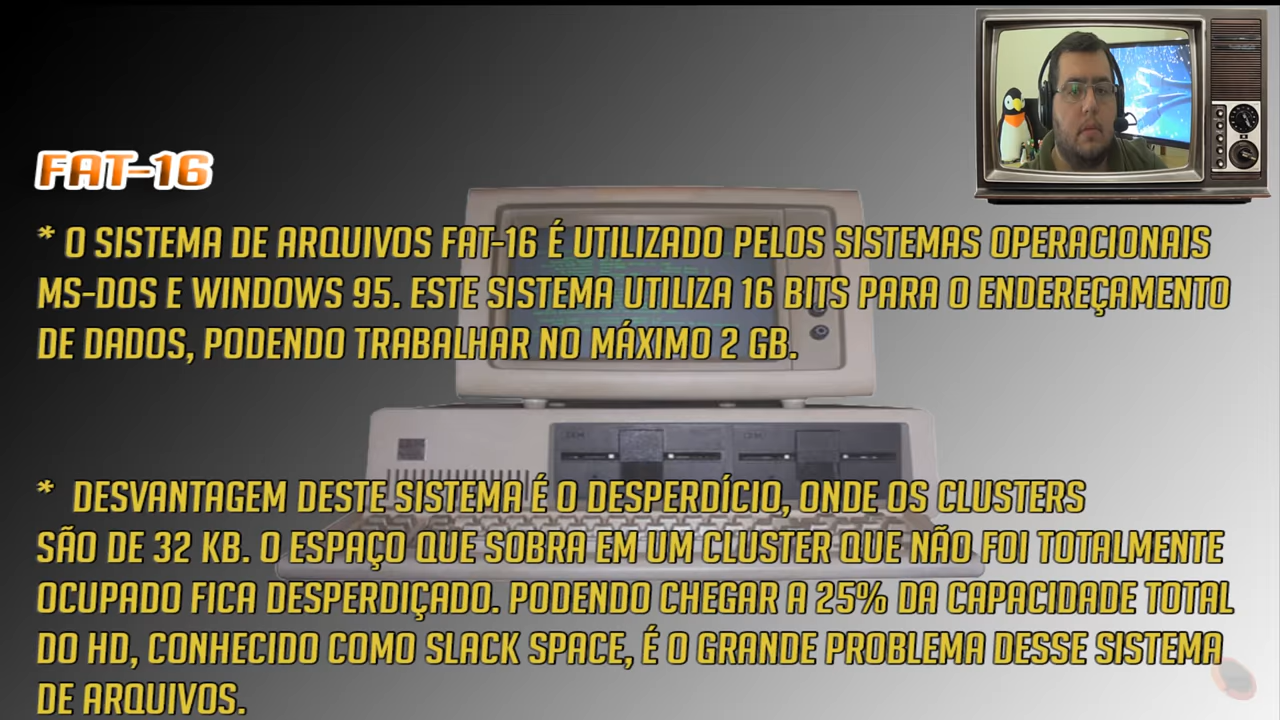 FAT-16
* O SISTEMA DE ARQUIVOS FAT-16 É UTILIZADO PELOS SISTEMAS OPERACIONAIS
MS-DOS E WINDOWS 95. ESTE SISTEMA UTILIZA 16 BITS PARA O ENDEREÇAMENTO
DE DADOS, PODENDO TRABALHAR NO MÁXIMO 2 GB.
* DESVANTAGEM DESTE SISTEMA É O DESPERDÍCIO, ONDE OS CLUSTERS
SÃO DE 32 KB. O ESPAÇO QUE SOBRA EM UM CLUSTER QUE NÃO FOI TOTALMENTE
OCUPADO FICA DESPERDIÇADO. PODENDO CHEGAR A 25% DA CAPACIDADE TOTAL
DO HD, CONHECIDO COMO SLACK SPACE, É O GRANDE PROBLEMA DESSE SISTEMA
DE ARQUIVOS.